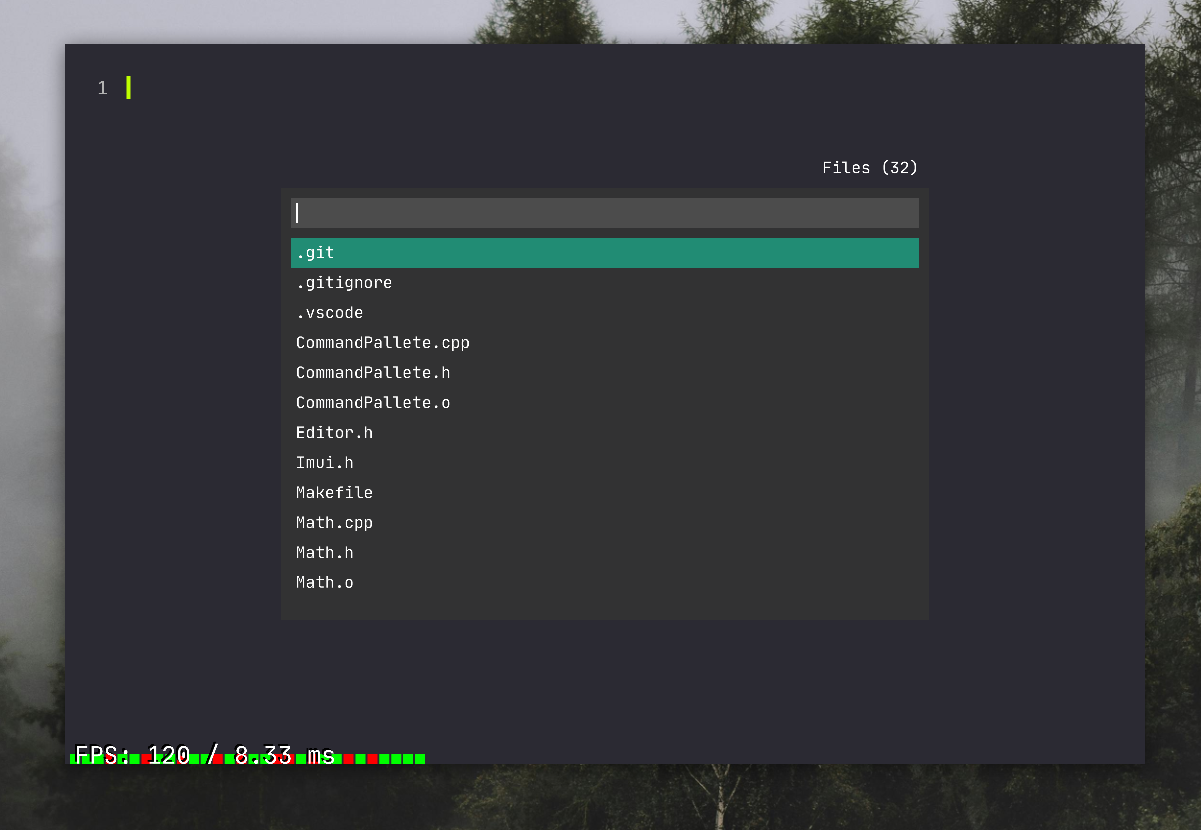 1
Files (32)
.git
.gitignore
.vscode
CommandPallete.cpp
CommandPallete.h
CommandPallete.o
Editor.h
Imui.h
Makefile
Math.cpp
Math.h
Math.o
FPS: 120 / 8.33 ms